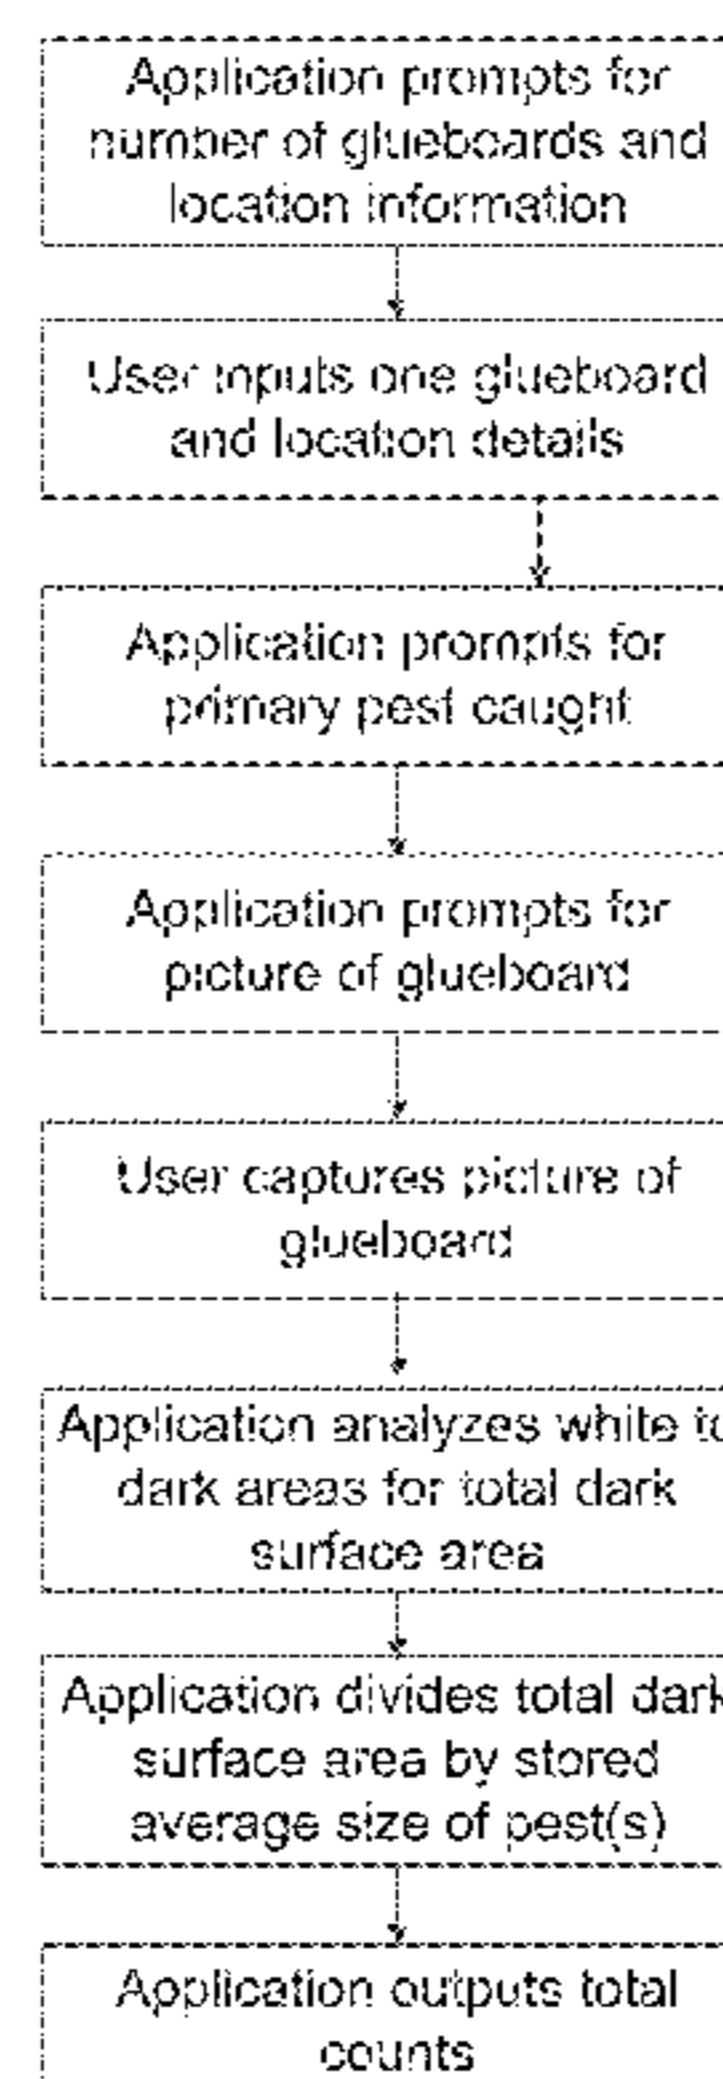 Application prompts for
number of glueboards and
location information
User inputs one glueboard
and location details
Application prompts for
primary pest caught
Application prompts for
picture of glueboard
User captures picture of
glueboard
Application analyzes white to
dark areas for total dark
surface area
Application divides total dark
surface area by stored
average size of pest(s)
Application outputs total
counts